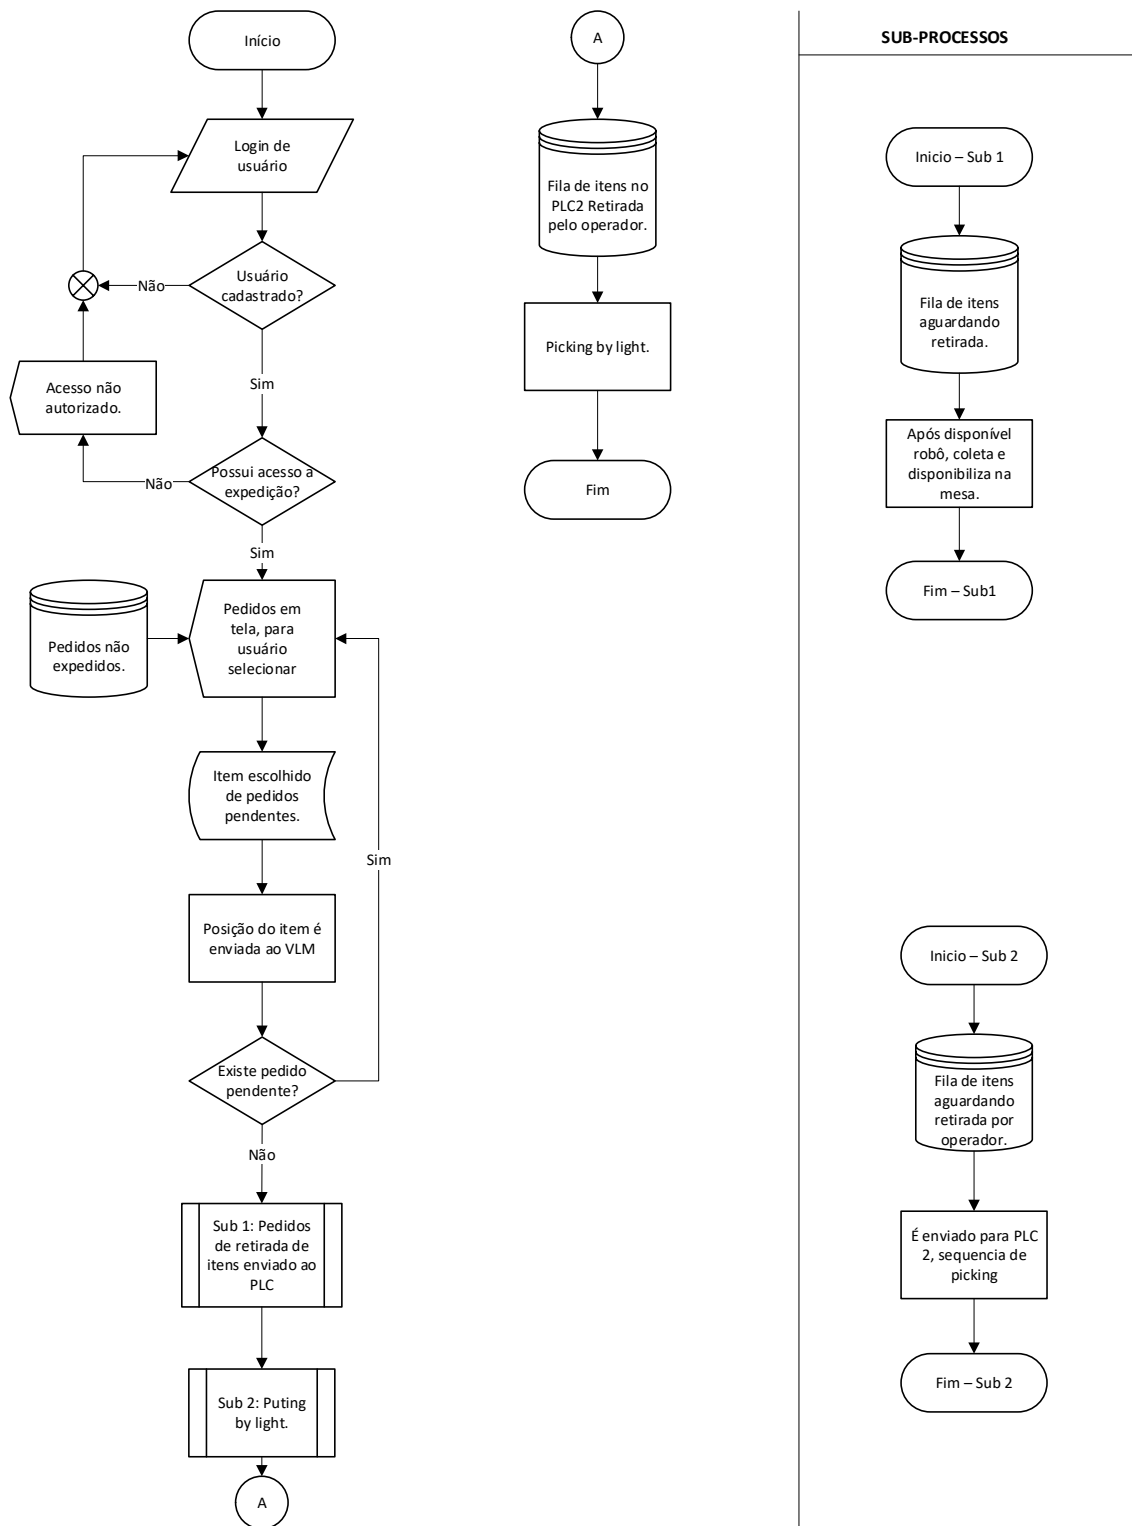 Início
Login de
usuário
Usuário
cadastrado?
Não
Acesso não
autorizado.
Sim
Possui acesso a
expedição?
Não
Sim
Pedidos não
expedidos.
Pedidos em
tela, para
usuário
selecionar
Item escolhido
de pedidos
pendentes.
Sim
Posição do item é
enviada ao VLM
Existe pedido
pendente?
Não
Sub 1: Pedidos
de retirada de
itens enviado ao
PLC
Sub 2: Puting
by light.
A
A
Fila de itens no
PLC2 Retirada
pelo operador.
Picking by light.
Fim
SUB-PROCESSOS
Inicio – Sub 1
Fila de itens
aguardando
retirada.
Após disponível
robô, coleta e
disponibiliza na
mesa.
Fim – Sub1
Inicio – Sub 2
Fila de itens
aguardando
retirada por
operador.
É enviado para PLC
2, sequencia de
picking
Fim – Sub 2